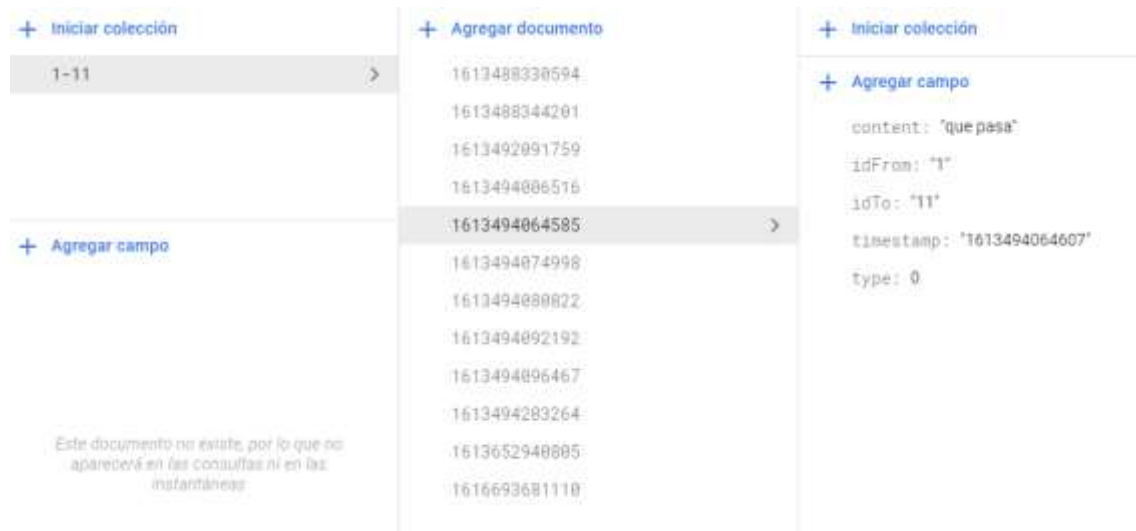 Iniciar colección
1-11
Agregar campo
Este documento no existe, por lo que no
aparecerá en las consultas ni en las
instantáneas
Agregar documento
1613488330594
1613488344201
1613492091759
1613494006516
1613494064585
1613494074998
1613494080822
1613494092192
1613494096467
1613494203264
1613652940805
1616693681110
Iniciar colección
Agregar campo
content: "que pasa"
idFrom: "1"
idTo: "11"
timestamp: "1613494064607"
type: 0